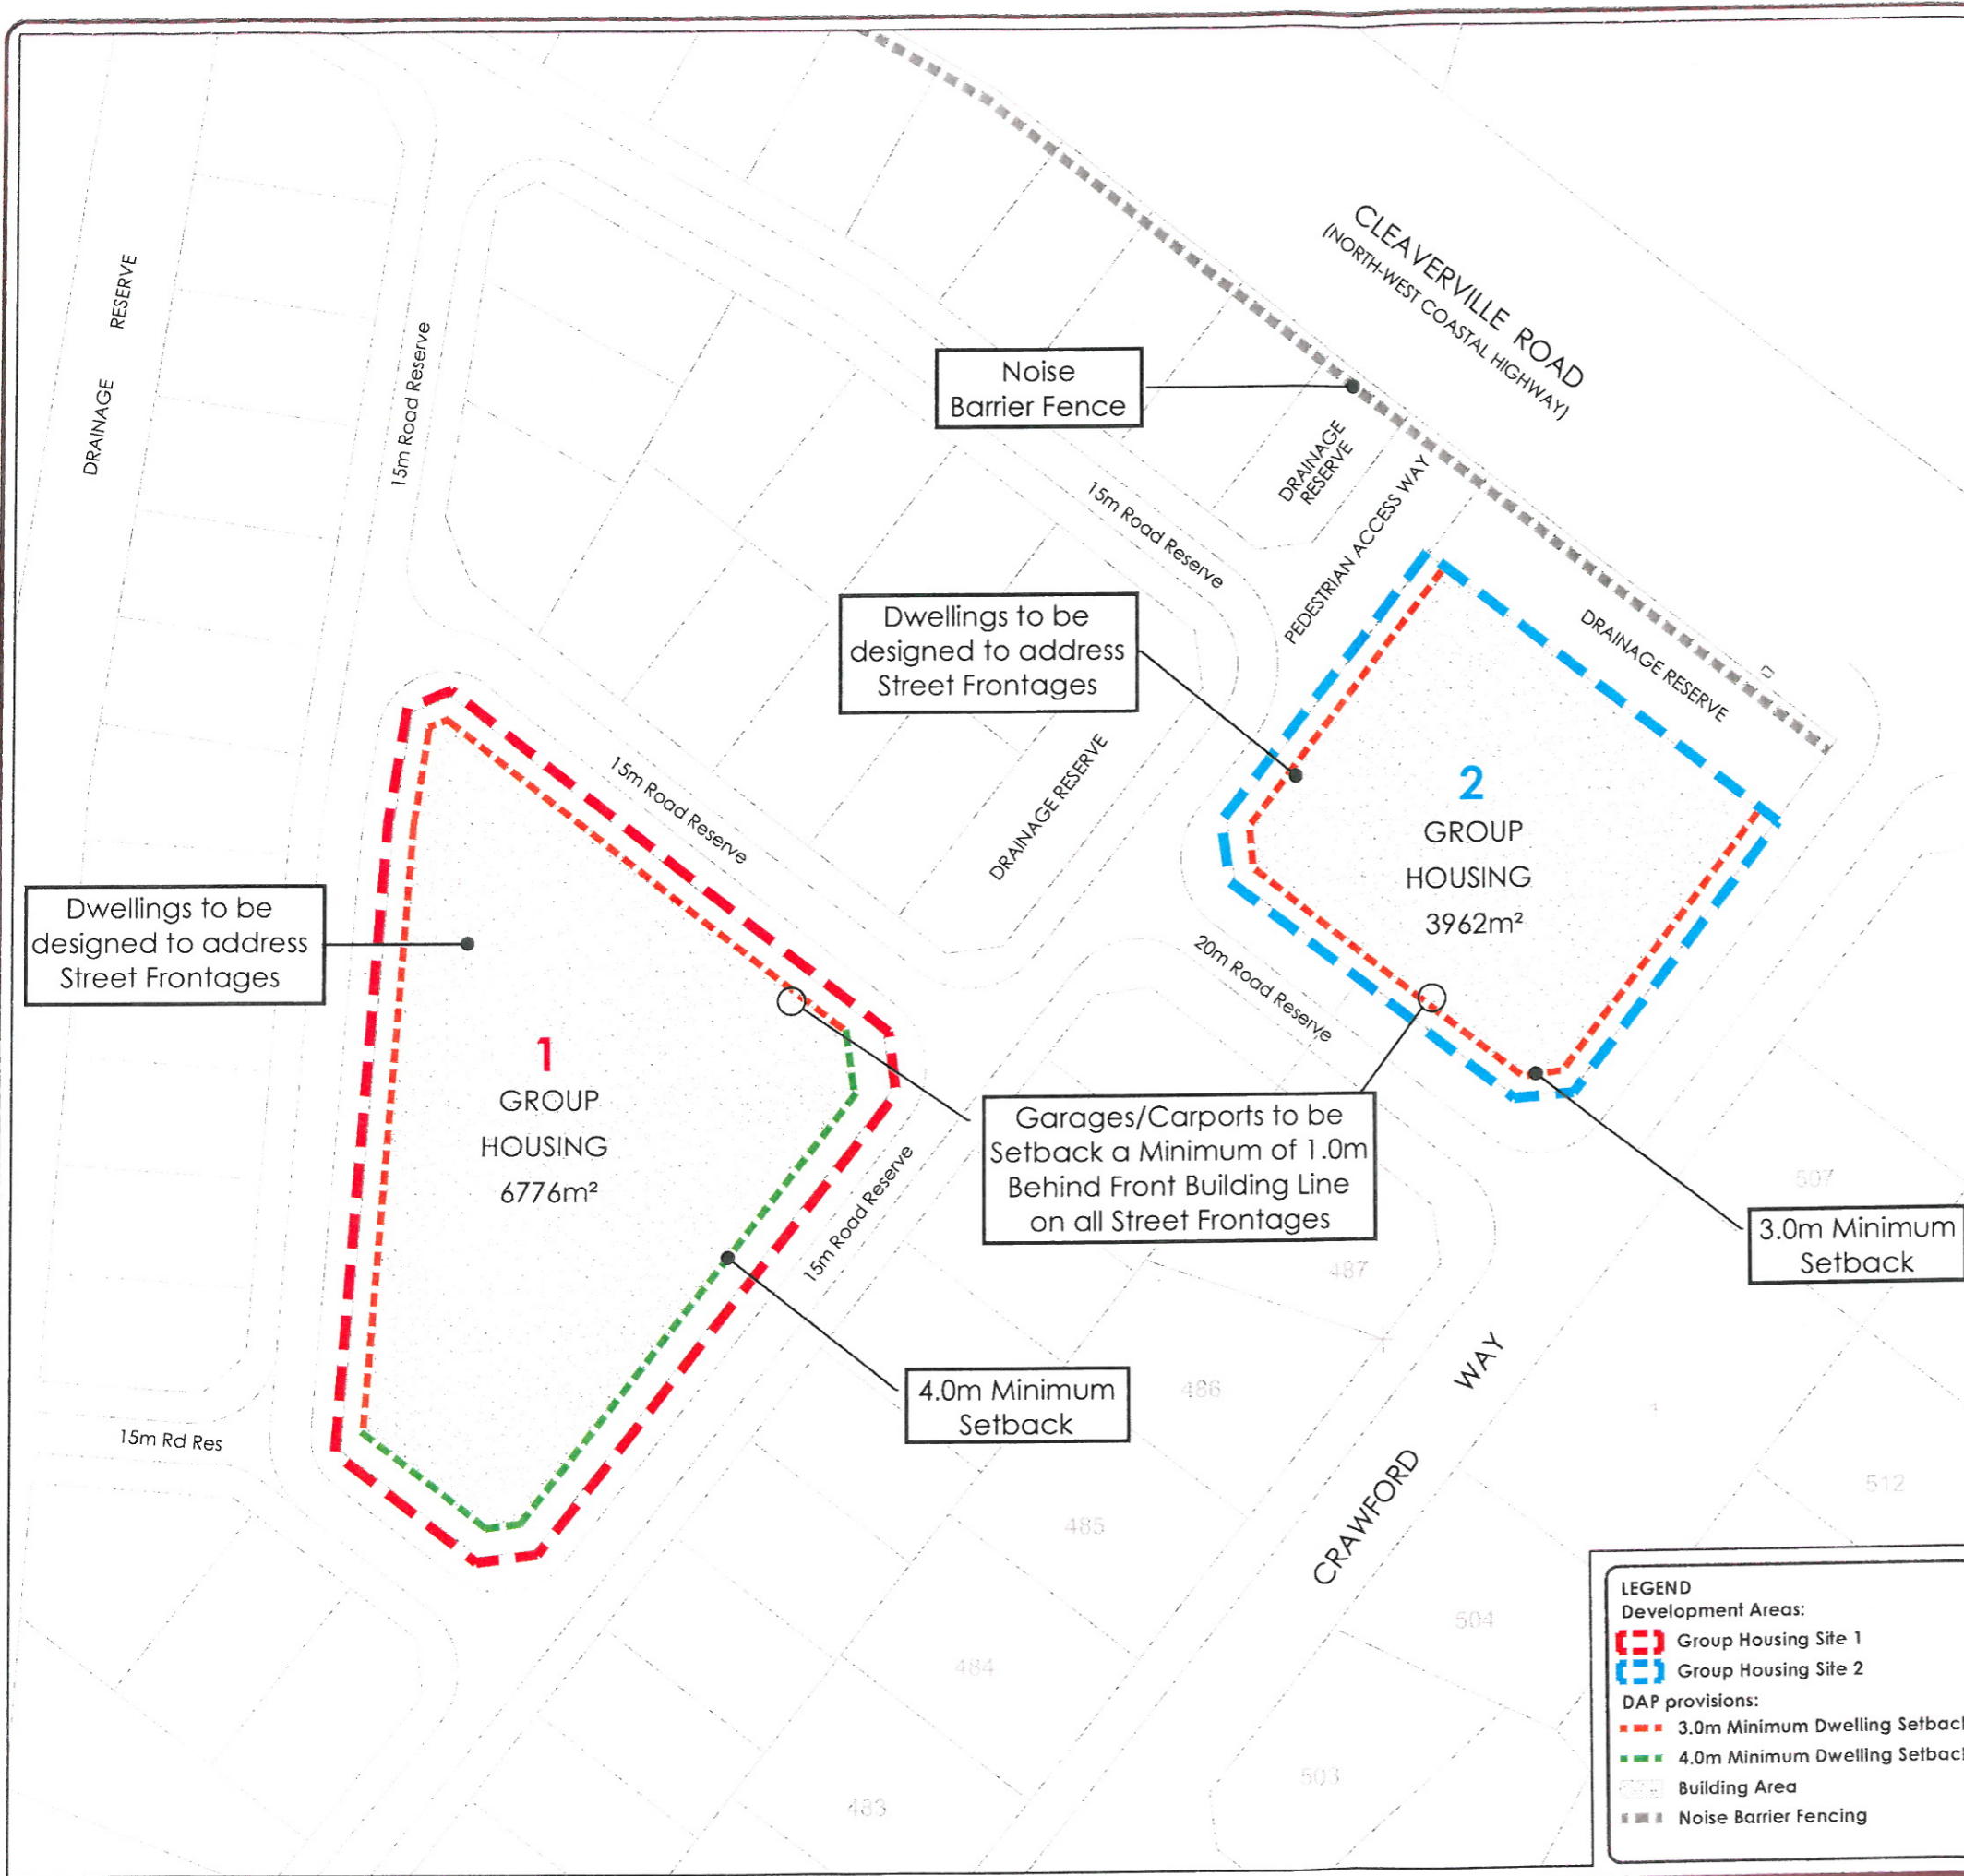 CLEAVERVILLE ROAD
(NORTH-WEST COASTAL HIGHWAY)
DRAINAGE RESERVE
15m Road Reserve
Noise
Barrier Fence
DRAINAGE
RESERVE
15m Road Reserve
PEDESTRIAN ACCESS WAY
Dwellings to be
designed to address
Street Frontages
DRAINAGE RESERVE
2
GROUP
HOUSING
3962m²
15m Road Reserve
DRAINAGE RESERVE
Dwellings to be
designed to address
Street Frontages
20m Road Reserve
1
GROUP
HOUSING
6776m²
Garages/Carports to be
Setback a Minimum of 1.0m
Behind Front Building Line
on all Street Frontages
15m Road Reserve
507
3.0m Minimum
Setback
487
4.0m Minimum
Setback
486
CRAWFORD WAY
15m Rd Res
512
485
504
484
503
483
LEGEND
Development Areas:
Group Housing Site 1
Group Housing Site 2
DAP provisions:
3.0m Minimum Dwelling Setback
4.0m Minimum Dwelling Setback
Building Area
Noise Barrier Fencing